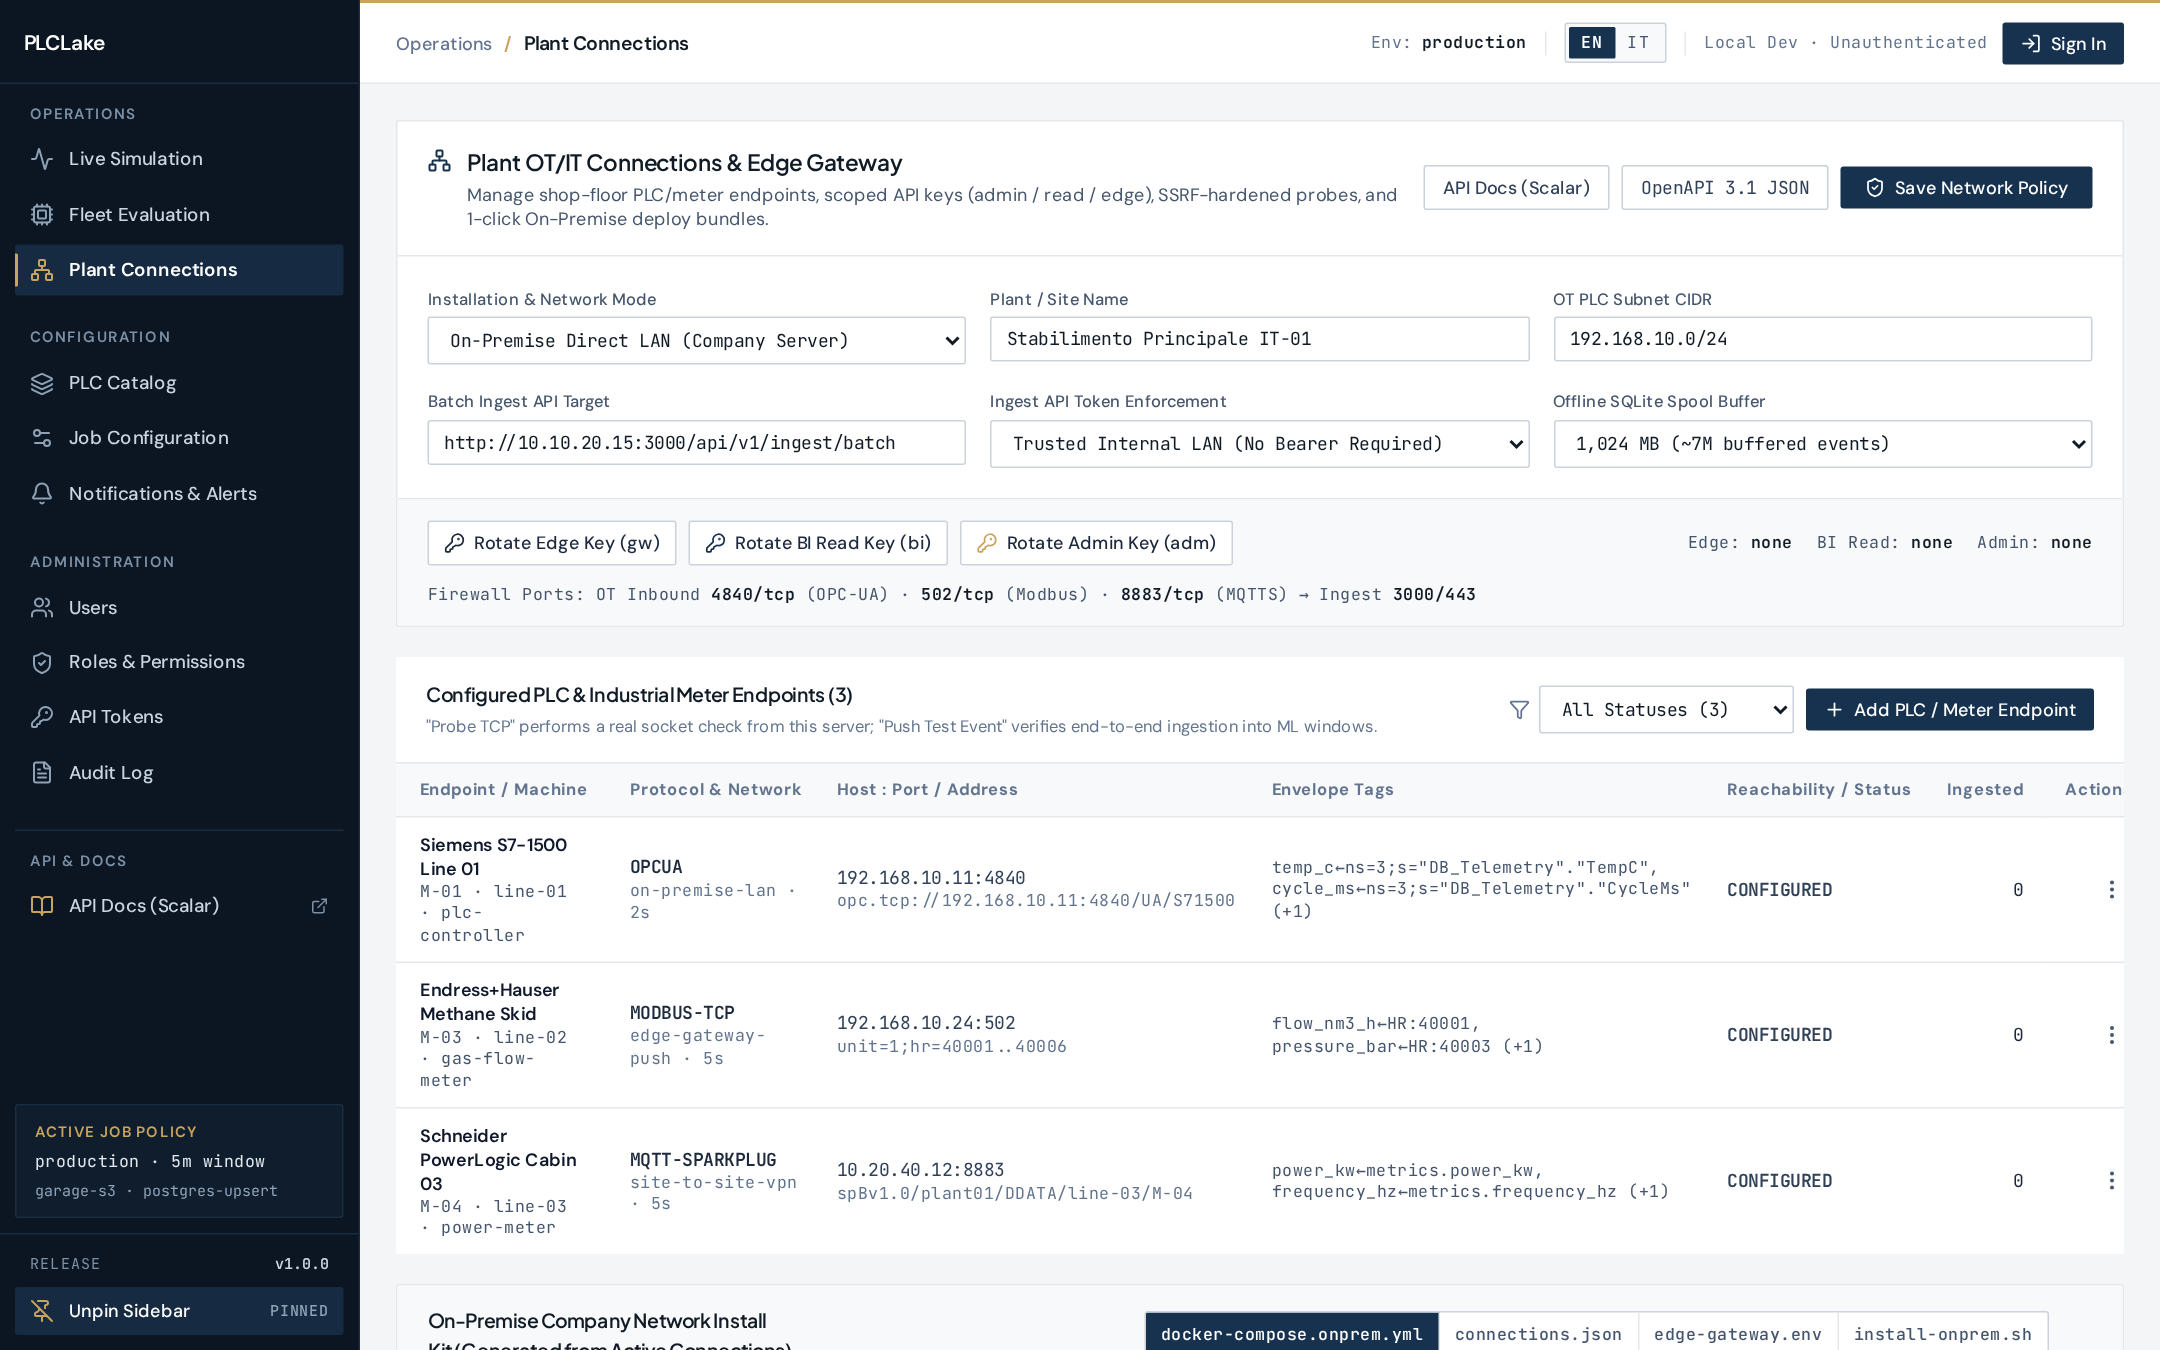 PLCLake
OPERATIONS
Live Simulation
Fleet Evaluation
Plant Connections
CONFIGURATION
PLC Catalog
Job Configuration
Notifications & Alerts
ADMINISTRATION
Users
Roles & Permissions
API Tokens
Audit Log
API & DOCS
API Docs (Scalar)
ACTIVE JOB POLICY
production · 5m window
garage-s3 · postgres-upsert
RELEASE v1.0.0
Unpin Sidebar PINNED
Operations / Plant Connections
Env: production EN IT Local Dev · Unauthenticated Sign In
Plant OT/IT Connections & Edge Gateway
Manage shop-floor PLC/meter endpoints, scoped API keys (admin / read / edge), SSRF-hardened probes, and
1-click On-Premise deploy bundles.
API Docs (Scalar) OpenAPI 3.1 JSON Save Network Policy
Installation & Network Mode
On-Premise Direct LAN (Company Server)
Plant / Site Name
Stabilimento Principale IT-01
OT PLC Subnet CIDR
192.168.10.0/24
Batch Ingest API Target
http://10.10.20.15:3000/api/v1/ingest/batch
Ingest API Token Enforcement
Trusted Internal LAN (No Bearer Required)
Offline SQLite Spool Buffer
1,024 MB (~7M buffered events)
Rotate Edge Key (gw) Rotate BI Read Key (bi) Rotate Admin Key (adm)
Edge: none BI Read: none Admin: none
Firewall Ports: OT Inbound 4840/tcp (OPC-UA) · 502/tcp (Modbus) · 8883/tcp (MQTTS) → Ingest 3000/443
Configured PLC & Industrial Meter Endpoints (3)
"Probe TCP" performs a real socket check from this server; "Push Test Event" verifies end-to-end ingestion into ML windows.
All Statuses (3) Add PLC / Meter Endpoint
Endpoint / Machine Protocol & Network Host : Port / Address Envelope Tags Reachability / Status Ingested Action
Siemens S7-1500
Line 01
M-01 · line-01
· plc-
controller
OPCUA
on-premise-lan ·
2s
192.168.10.11:4840
opc.tcp://192.168.10.11:4840/UA/S71500
temp_c←ns=3;s="DB_Telemetry"."TempC",
cycle_ms←ns=3;s="DB_Telemetry"."CycleMs"
(+1)
CONFIGURED
0
Endress+Hauser
Methane Skid
M-03 · line-02
· gas-flow-
meter
MODBUS-TCP
edge-gateway-
push · 5s
192.168.10.24:502
unit=1;hr=40001..40006
flow_nm3_h←HR:40001,
pressure_bar←HR:40003 (+1)
CONFIGURED
0
Schneider
PowerLogic Cabin
03
M-04 · line-03
· power-meter
MQTT-SPARKPLUG
site-to-site-vpn
· 5s
10.20.40.12:8883
spBv1.0/plant01/DDATA/line-03/M-04
power_kw←metrics.power_kw,
frequency_hz←metrics.frequency_hz (+1)
CONFIGURED
0
On-Premise Company Network Install
Kit (Generated from Active Connections)
docker-compose.onprem.yml connections.json edge-gateway.env install-onprem.sh